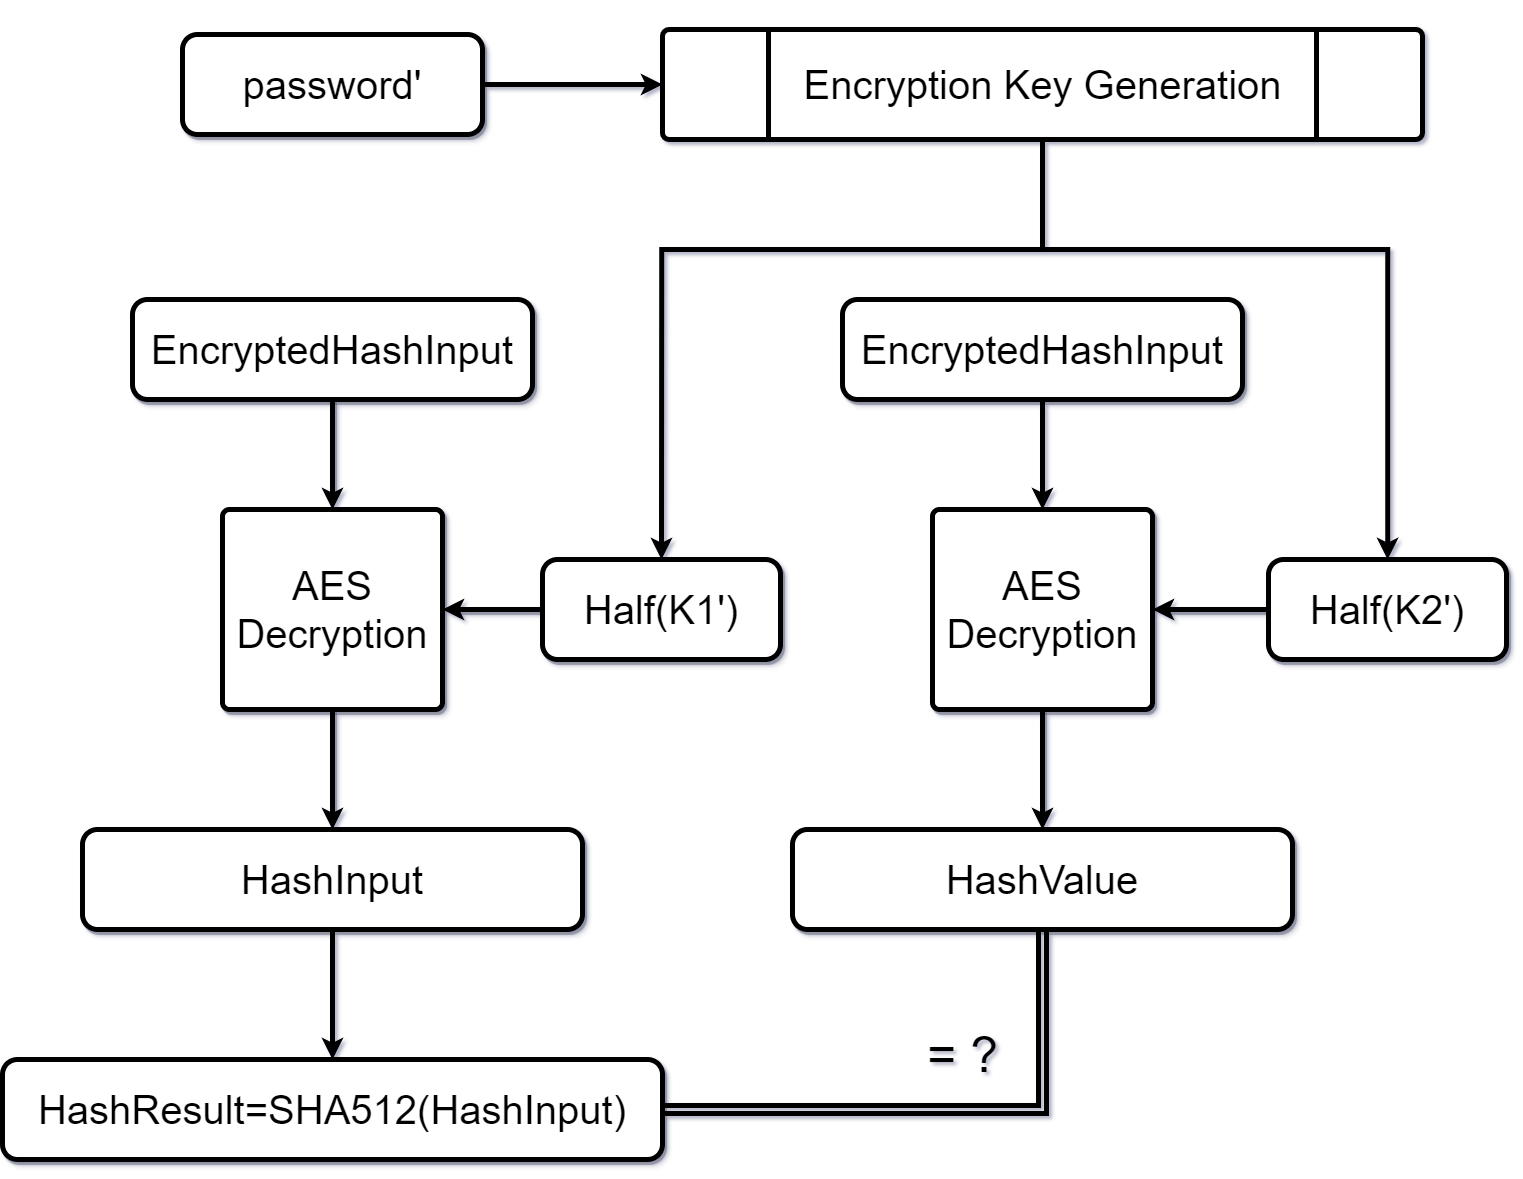 password'
Encryption Key Generation
EncryptedHashInput
EncryptedHashInput
AES
Decryption
Half(K1')
AES
Decryption
Half(K2')
HashInput
HashValue
= ?
HashResult=SHA512(HashInput)